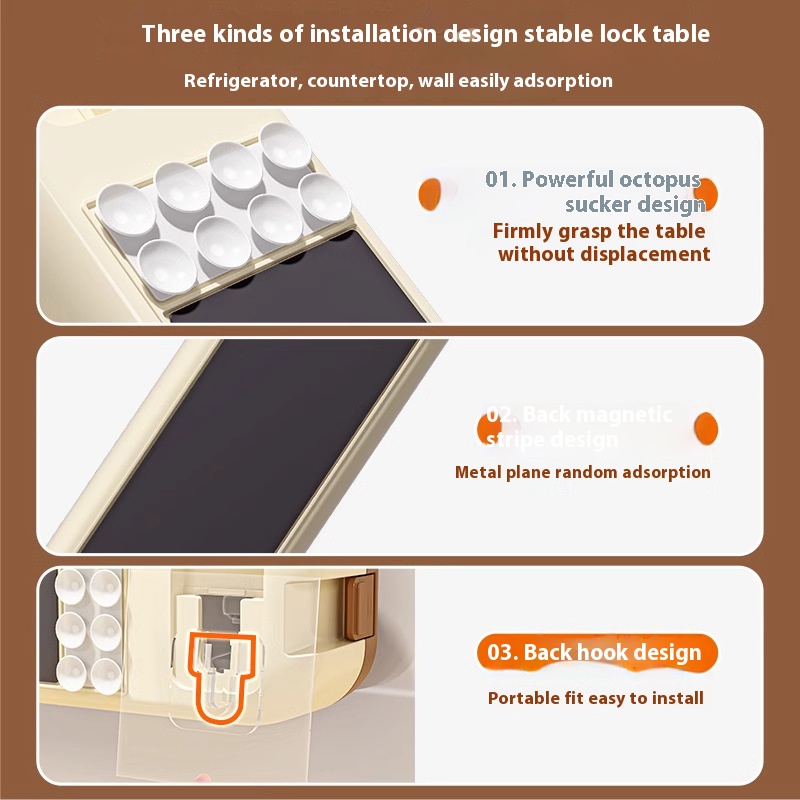 Three kinds of installation design stable lock table
Refrigerator, countertop, wall easily adsorption
01. Powerful octopus
sucker design
Firmly grasp the table
without displacement
02. Back magnetic
stripe design
Metal plane random adsorption
03. Back hook design
Portable fit easy to install